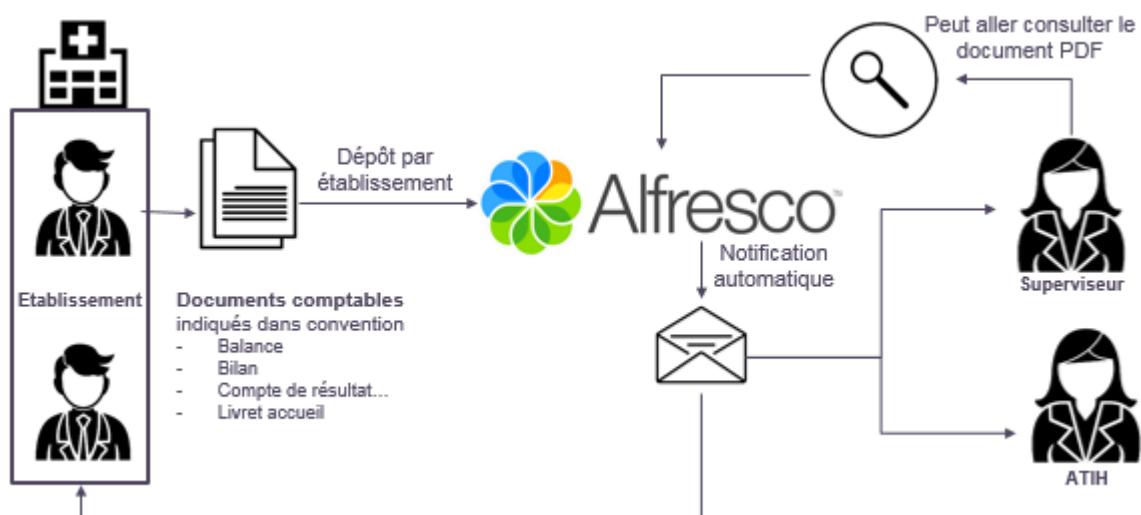 Peut aller consulter le
document PDF
Dépôt par
établissement
Alfresco™
Notification
automatique
Superviseur
Etablissement
Documents comptables
indiqués dans convention
- Balance
- Bilan
- Compte de résultat...
- Livret accueil
ATIH